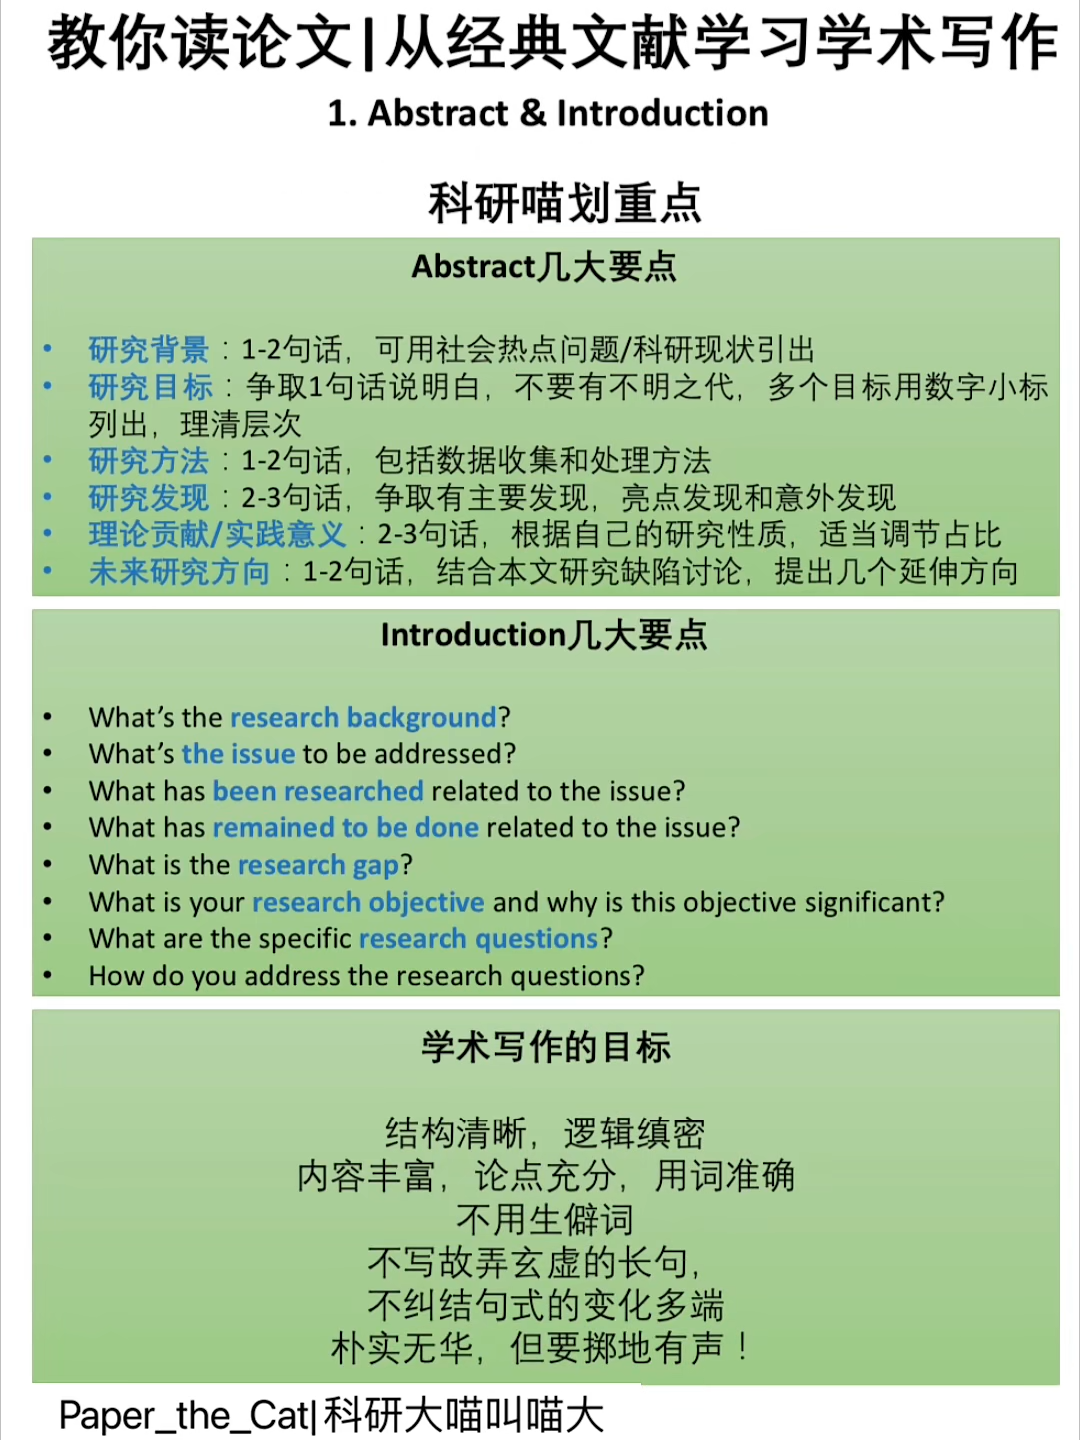 教你读论文|从经典文献学习学术写作
1. Abstract & Introduction
科研喵划重点
Abstract几大要点
• 研究背景：1-2句话，可用社会热点问题/科研现状引出
• 研究目标：争取1句话说明白，不要有不明之代，多个目标用数字小标
列出，理清层次
• 研究方法：1-2句话，包括数据收集和处理方法
• 研究发现：2-3句话，争取有主要发现，亮点发现和意外发现
• 理论贡献/实践意义：2-3句话，根据自己的研究性质，适当调节占比
• 未来研究方向：1-2句话，结合本文研究缺陷讨论，提出几个延伸方向
Introduction几大要点
• What’s the research background?
• What’s the issue to be addressed?
• What has been researched related to the issue?
• What has remained to be done related to the issue?
• What is the research gap?
• What is your research objective and why is this objective significant?
• What are the specific research questions?
• How do you address the research questions?
学术写作的目标
结构清晰，逻辑缜密
内容丰富，论点充分，用词准确
不用生僻词
不写故弄玄虚的长句，
不纠结句式的变化多端
朴实无华，但要掷地有声！
Paper_the_Cat|科研大喵叫喵大